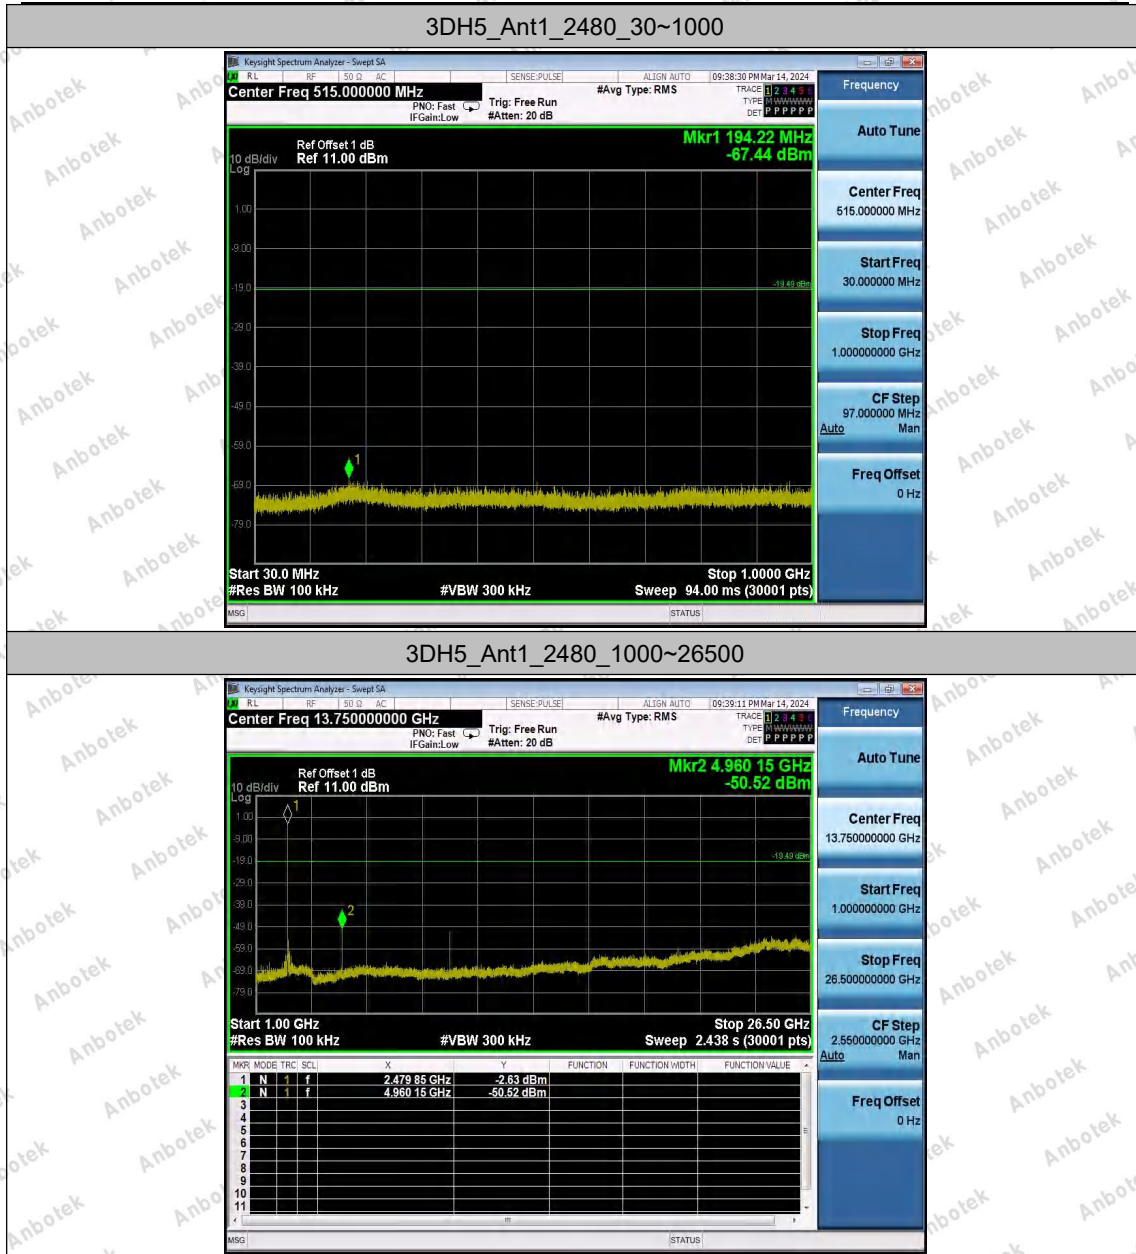 3DH5_Ant1_2480_30~1000
Keysight Spectrum Analyzer - Swept SA
RL RF 50 Ω AC SENSE:PULSE ALIGN AUTO 09:38:30 PM Mar 14, 2024
Center Freq 515.000000 MHz #Avg Type: RMS TRACE 1 2 3 4 5 6
PNO: Fast Trig: Free Run TYPE M WWWWW
IFGain:Low #Atten: 20 dB DET P P P P P P
Frequency
Auto Tune
Mkr1 194.22 MHz
-67.44 dBm
Ref Offset 1 dB
10 dB/div Ref 11.00 dBm
Log
1.00
-9.00
-19.0
-19.49 dBm
-29.0
-39.0
-49.0
-59.0
1
-69.0
-79.0
Start 30.0 MHz Stop 1.0000 GHz
#Res BW 100 kHz #VBW 300 kHz Sweep 94.00 ms (30001 pts)
MSG STATUS
Center Freq
515.000000 MHz
Start Freq
30.000000 MHz
Stop Freq
1.000000000 GHz
CF Step
97.000000 MHz
Auto Man
Freq Offset
0 Hz
3DH5_Ant1_2480_1000~26500
Keysight Spectrum Analyzer - Swept SA
RL RF 50 Ω AC SENSE:PULSE ALIGN AUTO 09:39:11 PM Mar 14, 2024
Center Freq 13.750000000 GHz #Avg Type: RMS TRACE 1 2 3 4 5 6
PNO: Fast Trig: Free Run TYPE M WWWWW
IFGain:Low #Atten: 20 dB DET P P P P P P
Frequency
Auto Tune
Mkr2 4.960 15 GHz
-50.52 dBm
Ref Offset 1 dB
10 dB/div Ref 11.00 dBm
Log
1
1.00
-9.00
-19.0
-19.49 dBm
-29.0
-39.0
2
-49.0
-59.0
-69.0
-79.0
Start 1.00 GHz Stop 26.50 GHz
#Res BW 100 kHz #VBW 300 kHz Sweep 2.438 s (30001 pts)
MKR MODE TRC SCL X Y FUNCTION FUNCTION WIDTH FUNCTION VALUE
1 N 1 f 2.479 85 GHz -2.63 dBm
2 N 1 f 4.960 15 GHz -50.52 dBm
3
4
5
6
7
8
9
10
11
MSG STATUS
Center Freq
13.750000000 GHz
Start Freq
1.000000000 GHz
Stop Freq
26.500000000 GHz
CF Step
2.550000000 GHz
Auto Man
Freq Offset
0 Hz
Anbotek